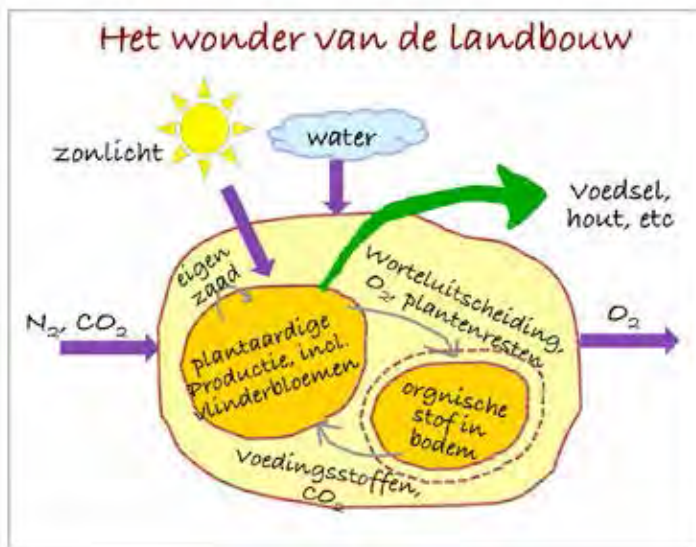 Het wonder van de landbouw
zonlicht
water
Voedsel,
hout, etc
eigen
zaad
Worteluitscheiding,
O₂, plantenresten
N₂, CO₂
O₂
plantaardige
Productie, incl.
vlinderbloemen
orgnische
stof in
bodem
Voedingsstoffen,
CO₂